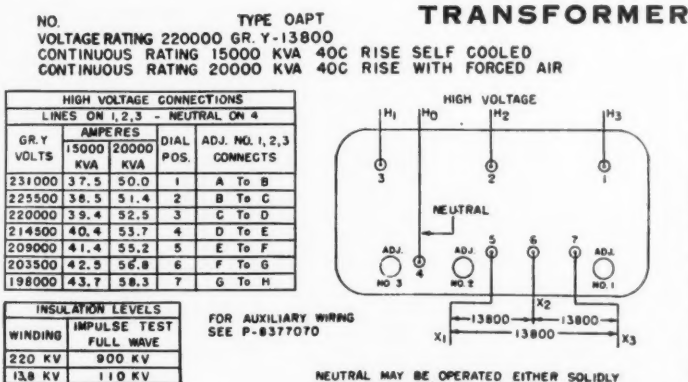 NO. TYPE OAPT TRANSFORMER
VOLTAGE RATING 220000 GR. Y-13800
CONTINUOUS RATING 15000 KVA 40C RISE SELF COOLED
CONTINUOUS RATING 20000 KVA 40C RISE WITH FORCED AIR
HIGH VOLTAGE CONNECTIONS
LINES ON 1,2,3 - NEUTRAL ON 4
GR.Y VOLTS AMPERES 15000 KVA 20000 KVA DIAL POS. ADJ. NO. 1,2,3 CONNECTS
231000 37.5 50.0 1 A To B
225500 38.5 51.4 2 B To C
220000 39.4 52.5 3 C To D
214500 40.4 53.7 4 D To E
209000 41.4 55.2 5 E To F
203500 42.5 56.8 6 F To G
198000 43.7 58.3 7 G To H
INSULATION LEVELS
WINDING IMPULSE TEST FULL WAVE
220 KV 900 KV
13.8 KV 110 KV
FOR AUXILIARY WIRING
SEE P-8377070
HIGH VOLTAGE
H1 H0 H2 H3
3 2 1
NEUTRAL
5 6 7
ADJ. NO 3 4 ADJ. NO. 2 ADJ. NO. 1
X2
13800 13800
X1 13800 X3
NEUTRAL MAY BE OPERATED EITHER SOLIDLY